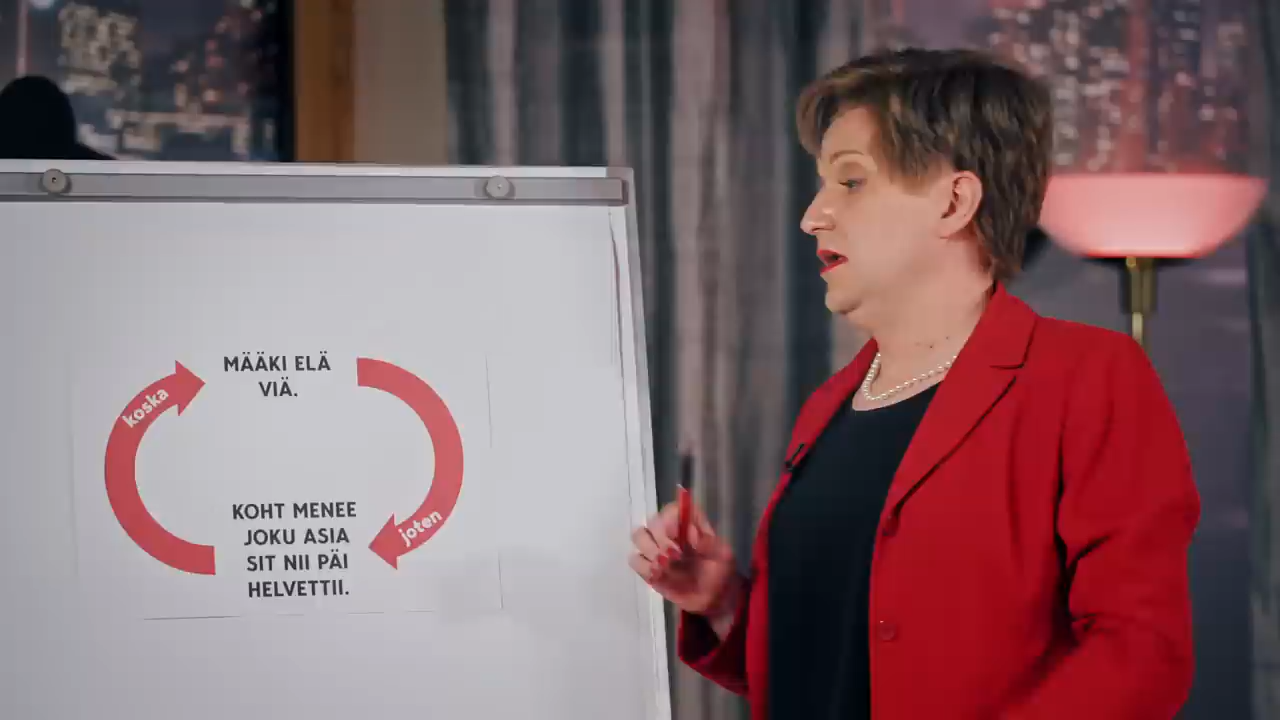 MÄÄKI ELÄ
VIÄ.
koska
joten
KOHT MENEE
JOKU ASIA
SIT NII PÄI
HELVETTII.